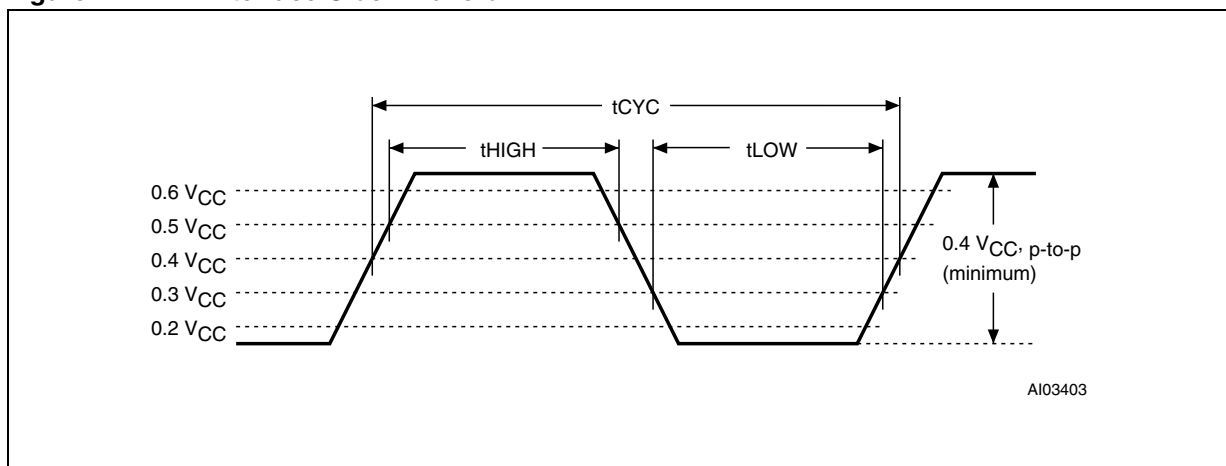 tCYC
tHIGH
tLOW
0.6 VCC
0.5 VCC
0.4 VCC
0.3 VCC
0.2 VCC
0.4 VCC, p-to-p
(minimum)
AI03403